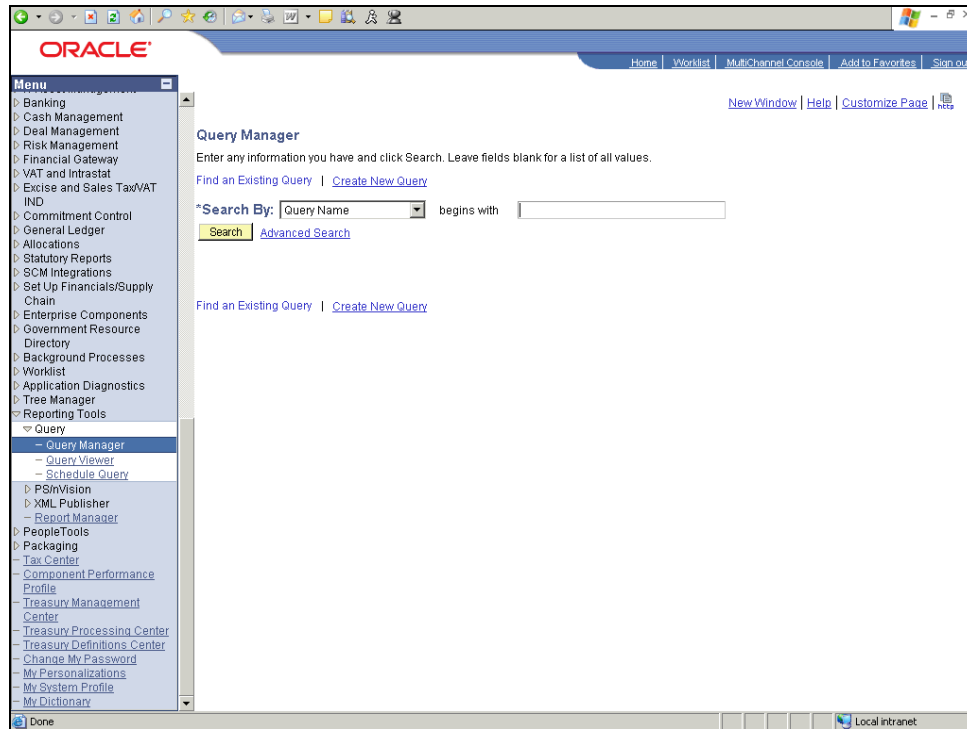 ORACLE
Home | Worklist | MultiChannel Console | Add to Favorites | Sign ou
Menu
Banking
Cash Management
Deal Management
Risk Management
Financial Gateway
VAT and Intrastat
Excise and Sales Tax/VAT
IND
Commitment Control
General Ledger
Allocations
Statutory Reports
SCM Integrations
Set Up Financials/Supply
Chain
Enterprise Components
Government Resource
Directory
Background Processes
Worklist
Application Diagnostics
Tree Manager
Reporting Tools
Query
– Query Manager
– Query Viewer
– Schedule Query
PS/nVision
XML Publisher
– Report Manager
PeopleTools
Packaging
– Tax Center
– Component Performance
Profile
– Treasury Management
Center
– Treasury Processing Center
– Treasury Definitions Center
– Change My Password
– My Personalizations
– My System Profile
– My Dictionary
New Window | Help | Customize Page | http
Query Manager
Enter any information you have and click Search. Leave fields blank for a list of all values.
Find an Existing Query | Create New Query
*Search By: Query Name begins with
Search Advanced Search
Find an Existing Query | Create New Query
Done
Local intranet